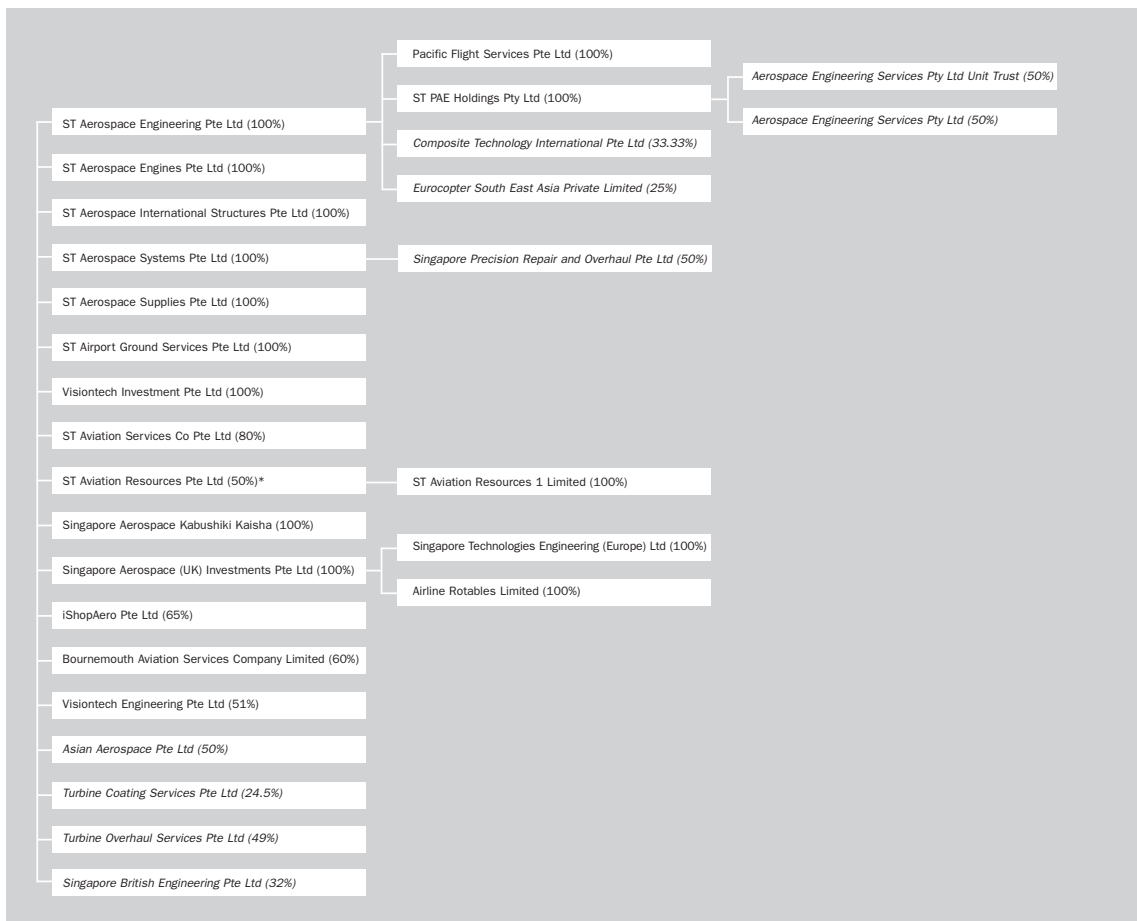 Pacific Flight Services Pte Ltd (100%)
Aerospace Engineering Services Pty Ltd Unit Trust (50%)
ST PAE Holdings Pty Ltd (100%)
ST Aerospace Engineering Pte Ltd (100%)
Aerospace Engineering Services Pty Ltd (50%)
Composite Technology International Pte Ltd (33.33%)
ST Aerospace Engines Pte Ltd (100%)
Eurocopter South East Asia Private Limited (25%)
ST Aerospace International Structures Pte Ltd (100%)
ST Aerospace Systems Pte Ltd (100%)
Singapore Precision Repair and Overhaul Pte Ltd (50%)
ST Aerospace Supplies Pte Ltd (100%)
ST Airport Ground Services Pte Ltd (100%)
Visiontech Investment Pte Ltd (100%)
ST Aviation Services Co Pte Ltd (80%)
ST Aviation Resources Pte Ltd (50%)*
ST Aviation Resources 1 Limited (100%)
Singapore Aerospace Kabushiki Kaisha (100%)
Singapore Technologies Engineering (Europe) Ltd (100%)
Singapore Aerospace (UK) Investments Pte Ltd (100%)
Airline Rotables Limited (100%)
iShopAero Pte Ltd (65%)
Bournemouth Aviation Services Company Limited (60%)
Visiontech Engineering Pte Ltd (51%)
Asian Aerospace Pte Ltd (50%)
Turbine Coating Services Pte Ltd (24.5%)
Turbine Overhaul Services Pte Ltd (49%)
Singapore British Engineering Pte Ltd (32%)